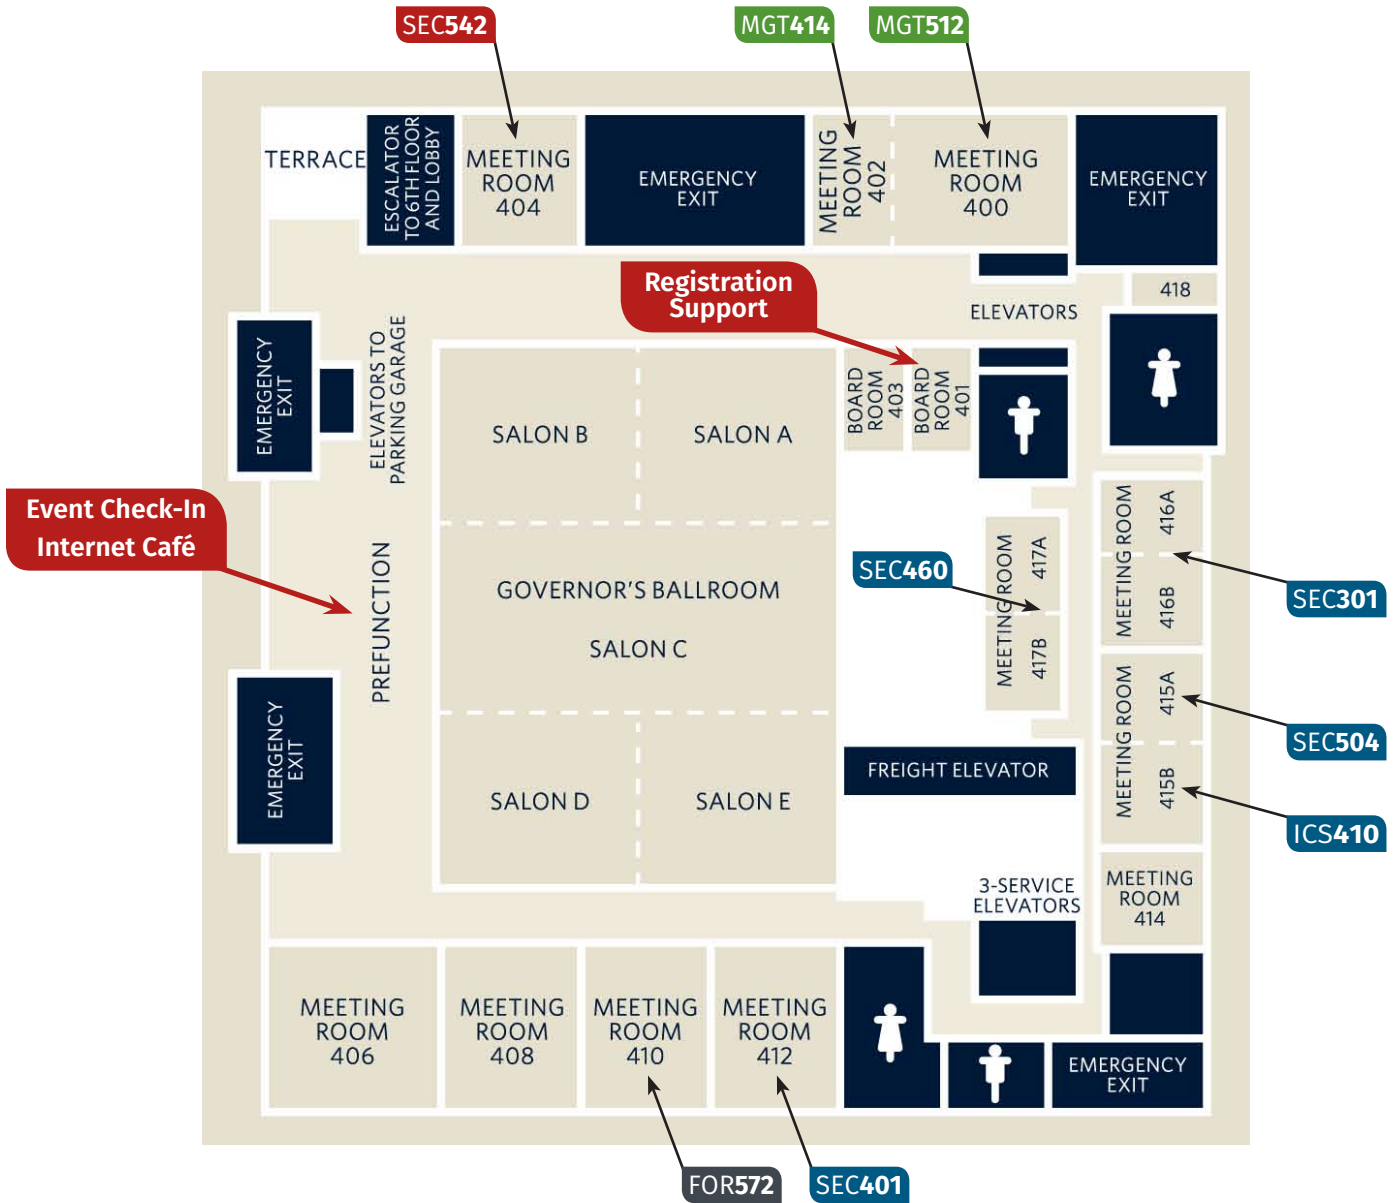 SEC542
MGT414
MGT512
TERRACE
ESCALATOR
TO 6TH FLOOR
AND LOBBY
MEETING
ROOM
404
EMERGENCY
EXIT
MEETING
ROOM
402
MEETING
ROOM
400
EMERGENCY
EXIT
418
Registration
Support
ELEVATORS
EMERGENCY
EXIT
ELEVATORS TO
PARKING GARAGE
SALON B
SALON A
BOARD
ROOM
403
BOARD
ROOM
401
Event Check-In
Internet Café
PREFUNCTION
GOVERNOR'S BALLROOM
SALON C
SEC460
MEETING ROOM
417A
417B
MEETING ROOM
416A
416B
SEC301
MEETING ROOM
415A
415B
SEC504
ICS410
EMERGENCY
EXIT
SALON D
SALON E
FREIGHT ELEVATOR
3-SERVICE
ELEVATORS
MEETING
ROOM
414
MEETING
ROOM
406
MEETING
ROOM
408
MEETING
ROOM
410
MEETING
ROOM
412
EMERGENCY
EXIT
FOR572
SEC401